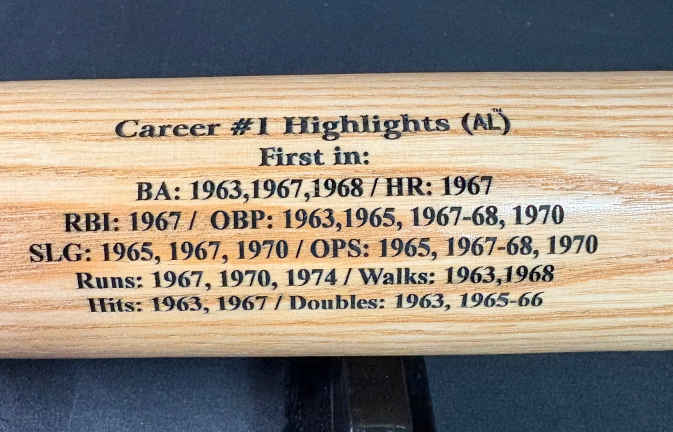 Career #1 Highlights (AL™)
First in:
BA: 1963,1967,1968 / HR: 1967
RBI: 1967 / OBP: 1963,1965, 1967-68, 1970
SLG: 1965, 1967, 1970 / OPS: 1965, 1967-68, 1970
Runs: 1967, 1970, 1974 / Walks: 1963,1968
Hits: 1963, 1967 / Doubles: 1963, 1965-66